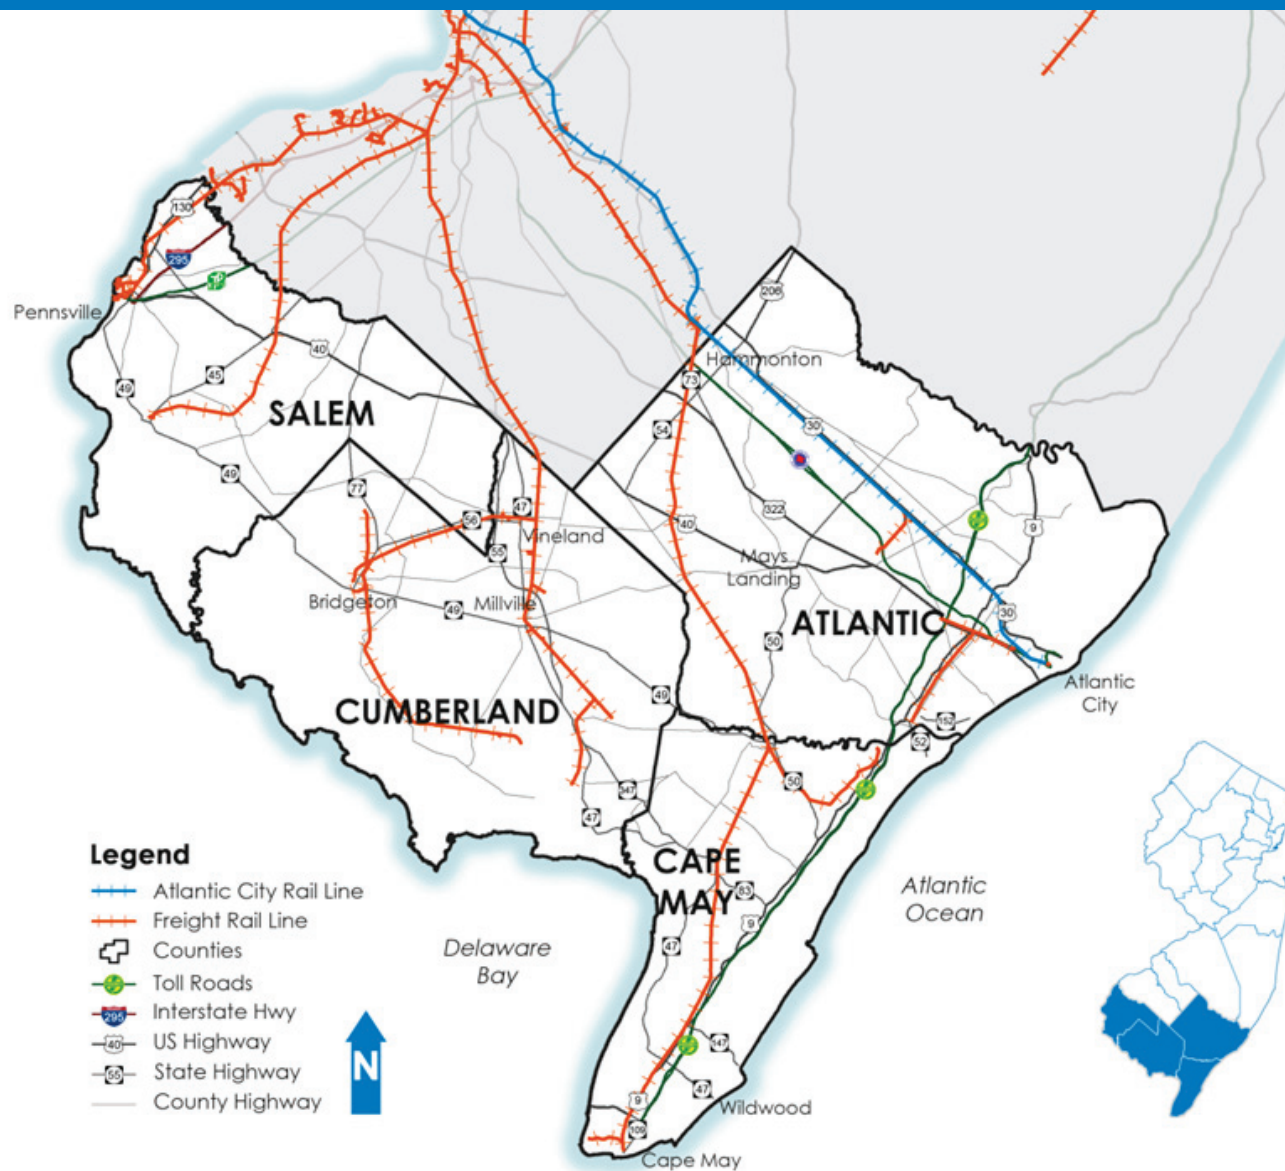 130
295
Pennsville
206
Hammonton
40
73
45
49
SALEM
30
54
49
77
47
322
40
9
56
Vineland
Mays
Landing
55
Bridgeton
49
Millville
30
ATLANTIC
50
49
Atlantic
City
CUMBERLAND
152
52
50
347
47
Legend
CAPE
MAY
83
Atlantic
Ocean
Atlantic City Rail Line
Freight Rail Line
9
Delaware
Bay
47
Counties
Toll Roads
295
Interstate Hwy
40
US Highway
N
147
55
State Highway
47
County Highway
9
Wildwood
109
Cape May